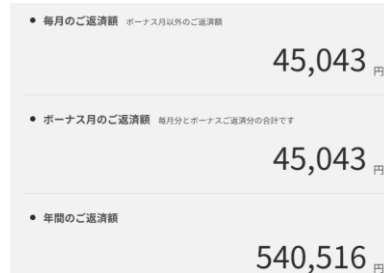 ● 毎月のご返済額 ボーナス月以外のご返済額
45,043 円
● ボーナス月のご返済額 毎月分とボーナスご返済分の合計です
45,043 円
● 年間のご返済額
540,516 円